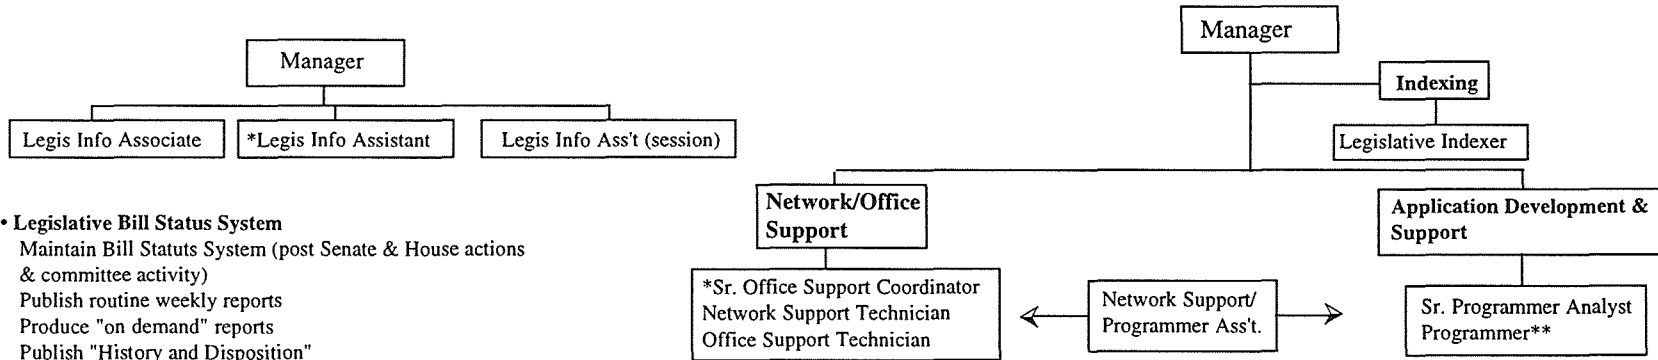 Manager
Legis Info Associate
*Legis Info Assistant
Legis Info Ass't (session)
• Legislative Bill Status System
Maintain Bill Statuts System (post Senate & House actions
& committee activity)
Publish routine weekly reports
Produce "on demand" reports
Publish "History and Disposition"
Manager
Indexing
Legislative Indexer
Network/Office
Support
*Sr. Office Support Coordinator
Network Support Technician
Office Support Technician
Network Support/
Programmer Ass't.
Application Development &
Support
Sr. Programmer Analyst
Programmer**